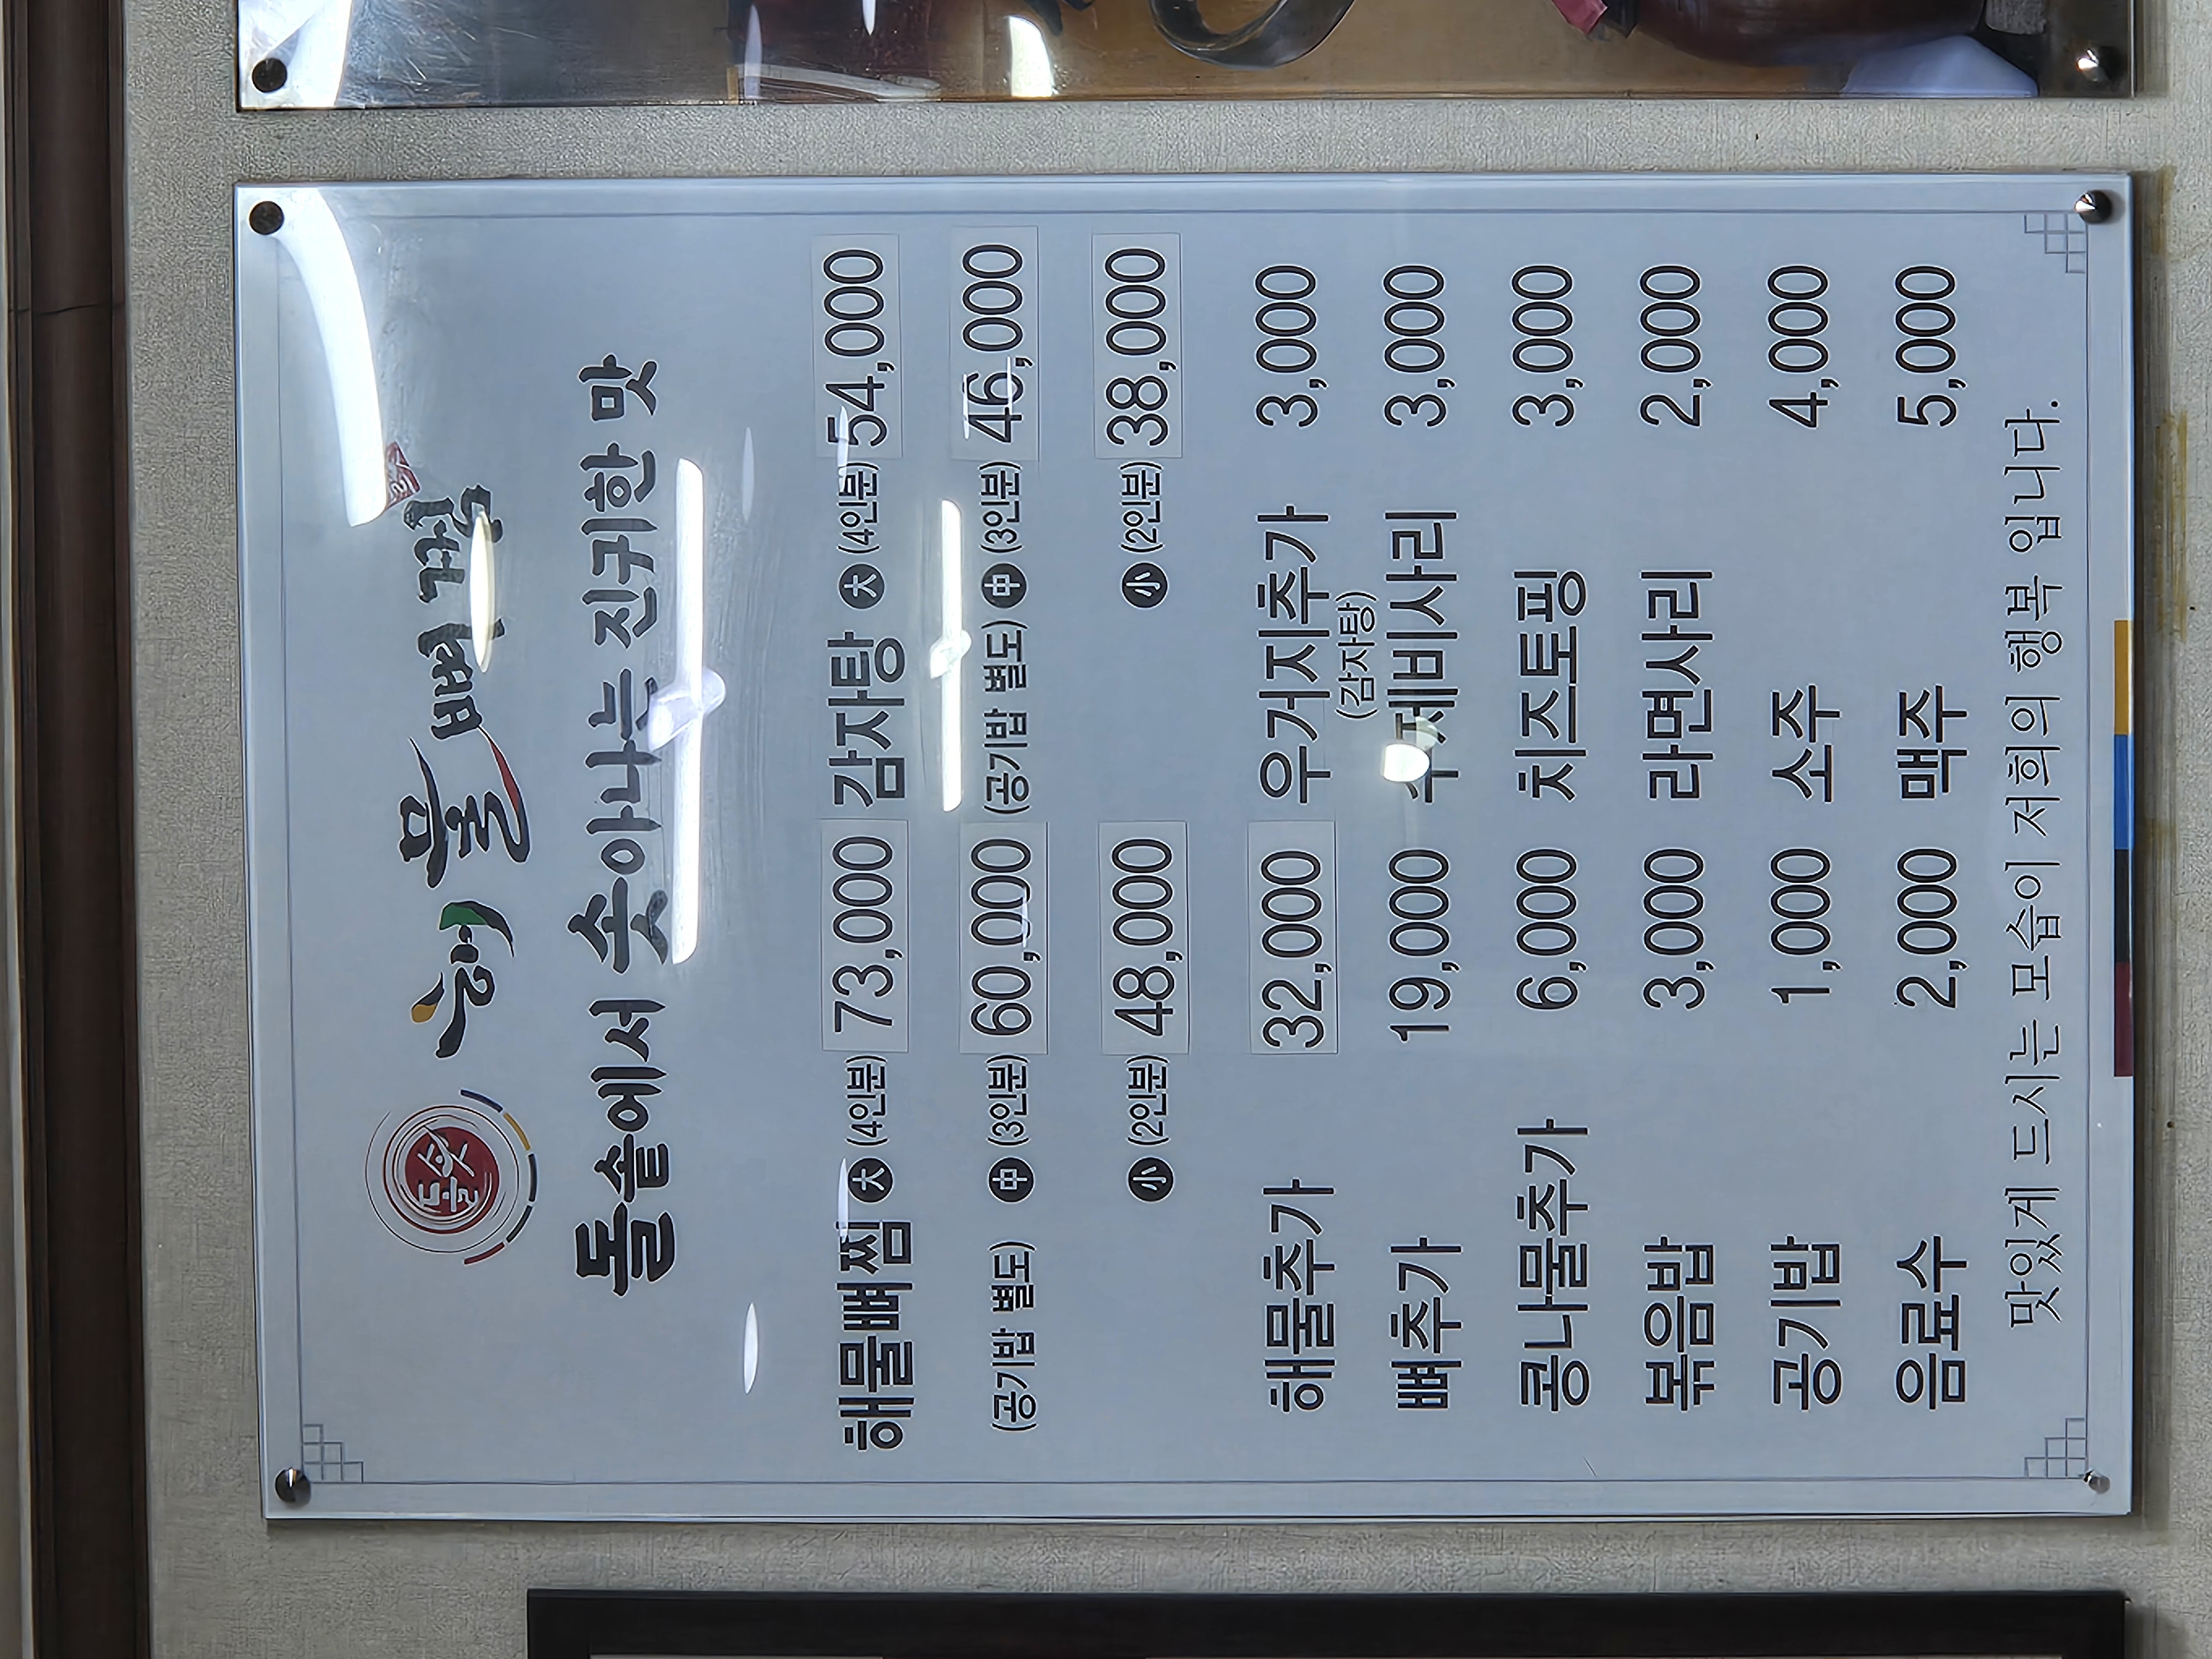 돌솟 해물뼈찜
돌솥에서 솟아나는 진귀한 맛
해물뼈찜 大 (4인분) 73,000 감자탕 大 (4인분) 54,000
(공기밥 별도) 中 (3인분) 60,000 (공기밥 별도) 中 (3인분) 46,000
小 (2인분) 48,000 小 (2인분) 38,000
해물추가 32,000 우거지추가 3,000
(감자탕)
뼈추가 19,000 수제비사리 3,000
콩나물추가 6,000 치즈토핑 3,000
볶음밥 3,000 라면사리 2,000
공기밥 1,000 소주 4,000
음료수 2,000 맥주 5,000
맛있게 드시는 모습이 저희의 행복 입니다.